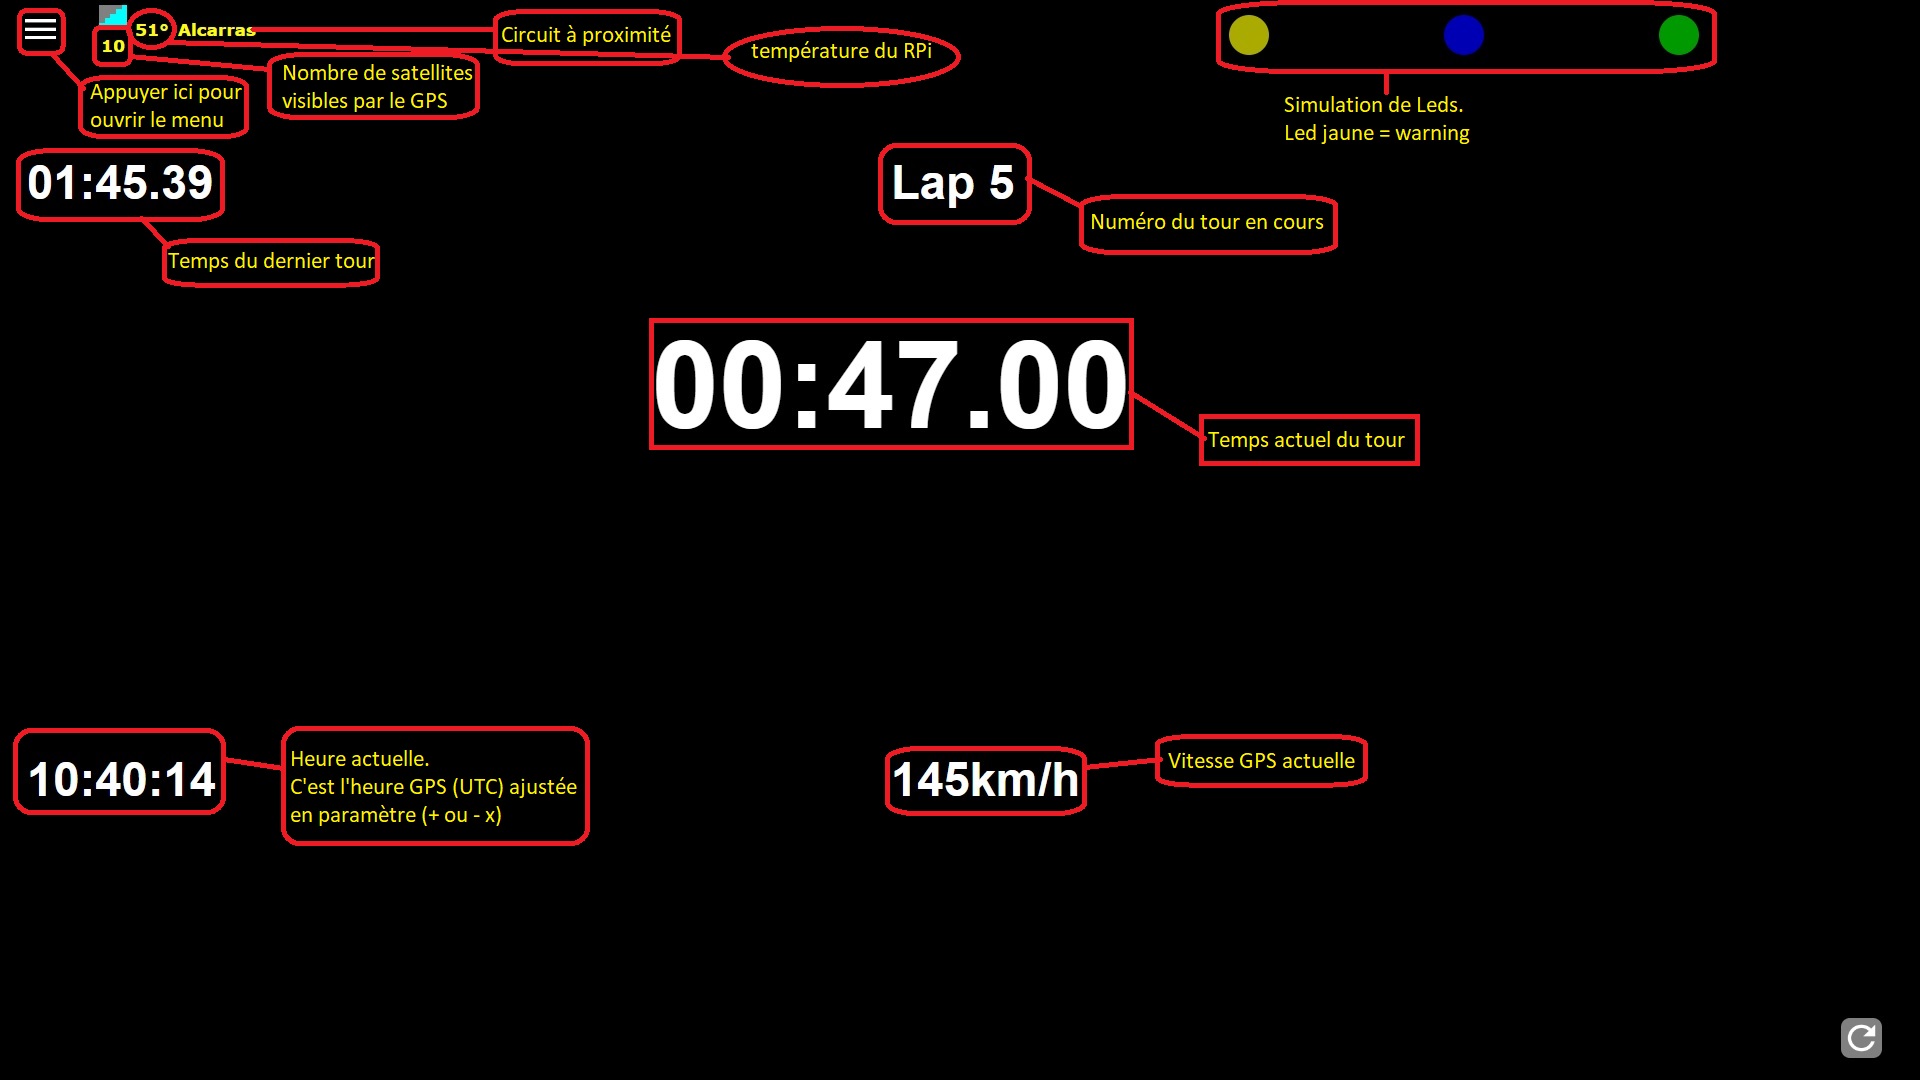 51° Alcarras
10
Circuit à proximité
température du RPi
Nombre de satellites
visibles par le GPS
Appuyer ici pour
ouvrir le menu
Simulation de Leds.
Led jaune = warning
01:45.39
Lap 5
Numéro du tour en cours
Temps du dernier tour
00:47.00
Temps actuel du tour
10:40:14
Heure actuelle.
C'est l'heure GPS (UTC) ajustée
en paramètre (+ ou - x)
145km/h
Vitesse GPS actuelle